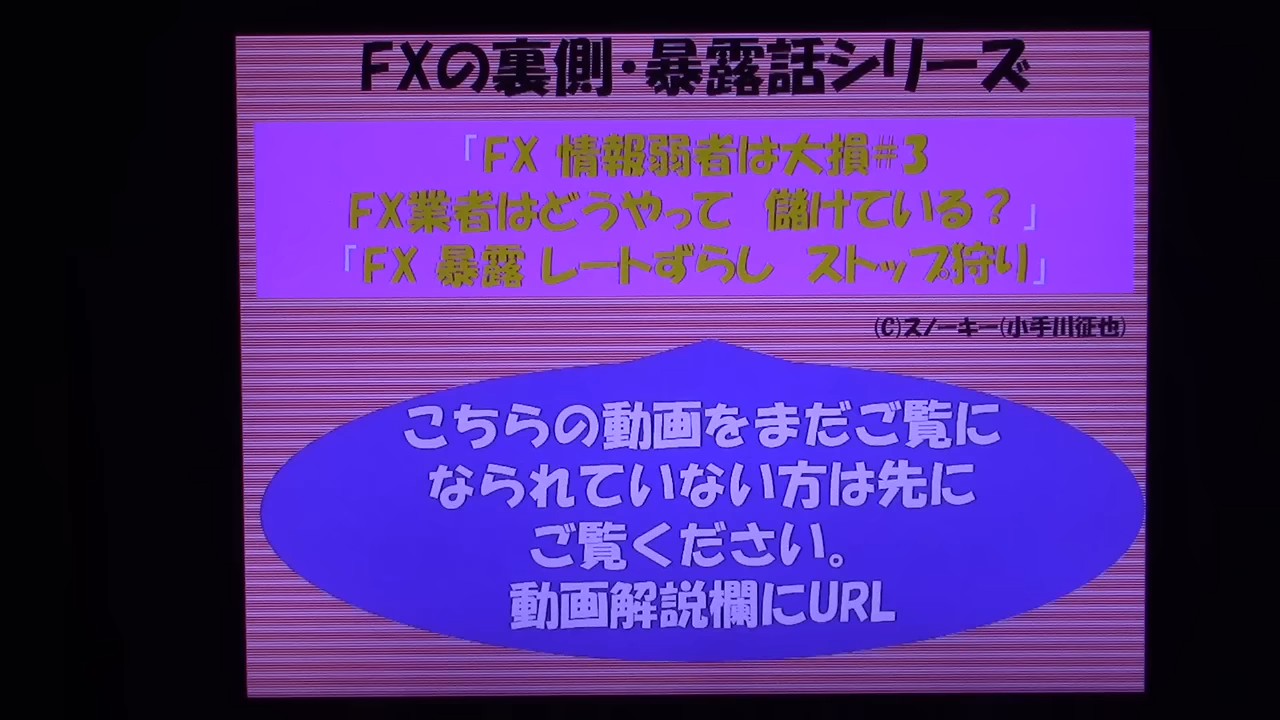 FXの裏側・暴露話シリーズ
「FX 情報弱者は大損#3
FX業者はどうやって 儲けている？」
「FX 暴露 レートずらし ストップ狩り」
(C)スノーキー(小手川征也)
こちらの動画をまだご覧に
なられていない方は先に
ご覧ください。
動画解説欄にURL